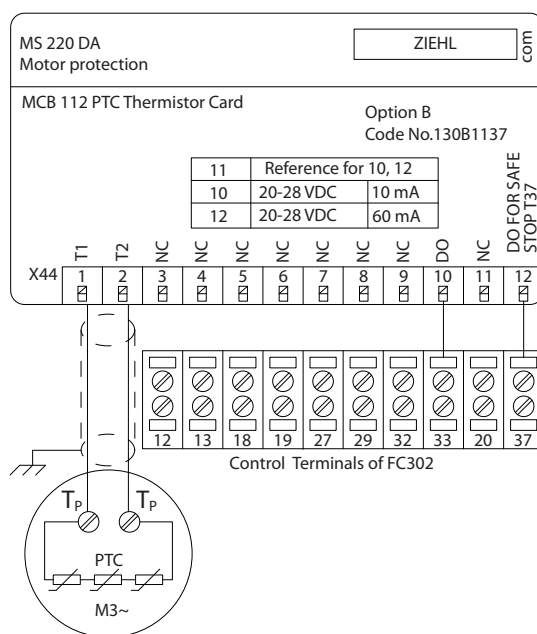 MS 220 DA
Motor protection
ZIEHL
com
MCB 112 PTC Thermistor Card
Option B
Code No.130B1137
11 Reference for 10, 12
10 20-28 VDC 10 mA
12 20-28 VDC 60 mA
T1 T2 NC NC NC NC NC NC NC DO NC DO FOR SAFE
STOP T37
X44 1 2 3 4 5 6 7 8 9 10 11 12
12 13 18 19 27 29 32 33 20 37
Control Terminals of FC302
TP TP
PTC
M3~